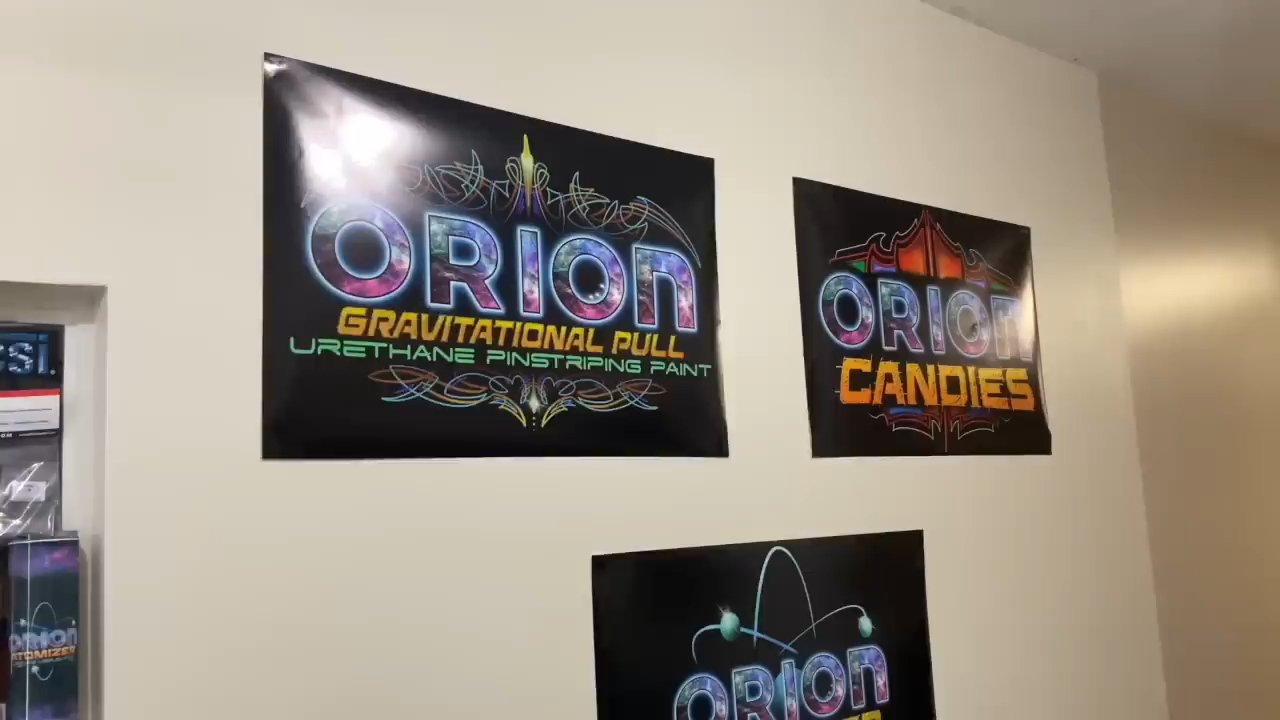 ORION
GRAVITATIONAL PULL
URETHANE PINSTRIPING PAINT
ORION
CANDIES
ORION
ORION
ATOMIZER